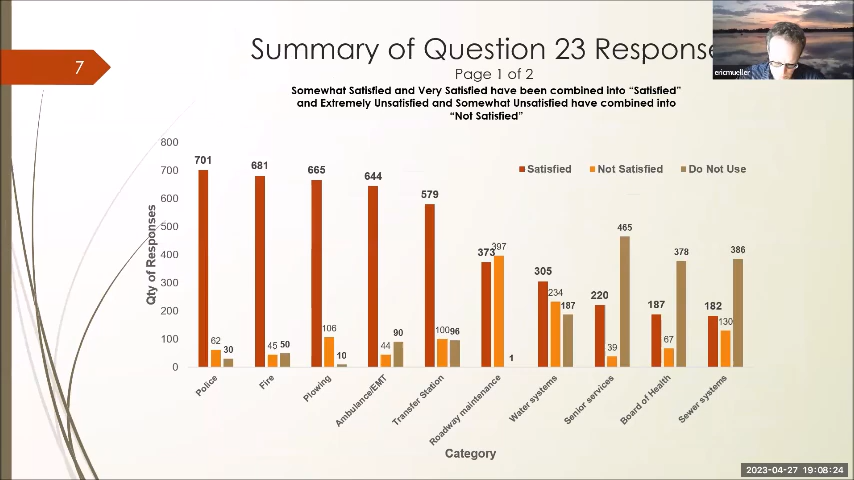 7
Summary of Question 23 Response
Page 1 of 2
Somewhat Satisfied and Very Satisfied have been combined into “Satisfied”
and Extremely Unsatisfied and Somewhat Unsatisfied have combined into
“Not Satisfied”
ericmueller
Satisfied
Not Satisfied
Do Not Use
Qty of Responses
800
700
600
500
400
300
200
100
0
701
62
30
681
45
50
665
106
10
644
44
90
579
100
96
373
397
1
305
234
187
220
39
465
187
67
378
182
130
386
Police
Fire
Plowing
Ambulance/EMT
Transfer Station
Roadway maintenance
Water systems
Senior services
Board of Health
Sewer systems
Category
2023-04-27 19:08:24